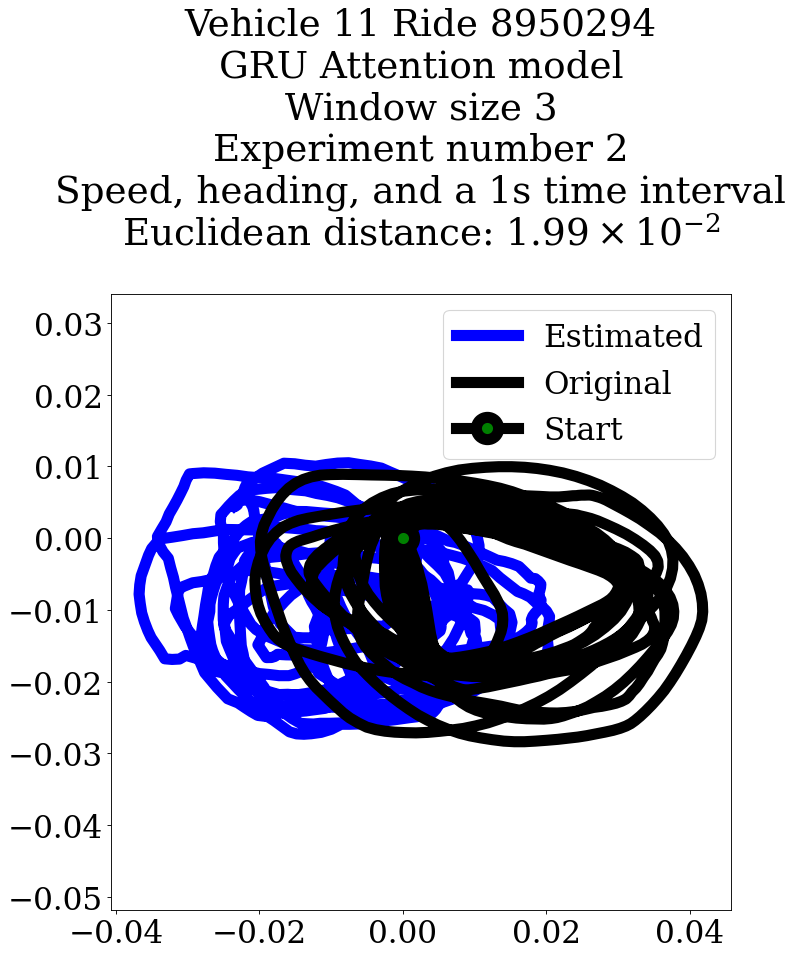 Vehicle 11 Ride 8950294
GRU Attention model
Window size 3
Experiment number 2
Speed, heading, and a 1s time interval
Euclidean distance: 1.99 × 10⁻²
Estimated
Original
Start
0.03
0.02
0.01
0.00
−0.01
−0.02
−0.03
−0.04
−0.05
−0.04 −0.02 0.00 0.02 0.04